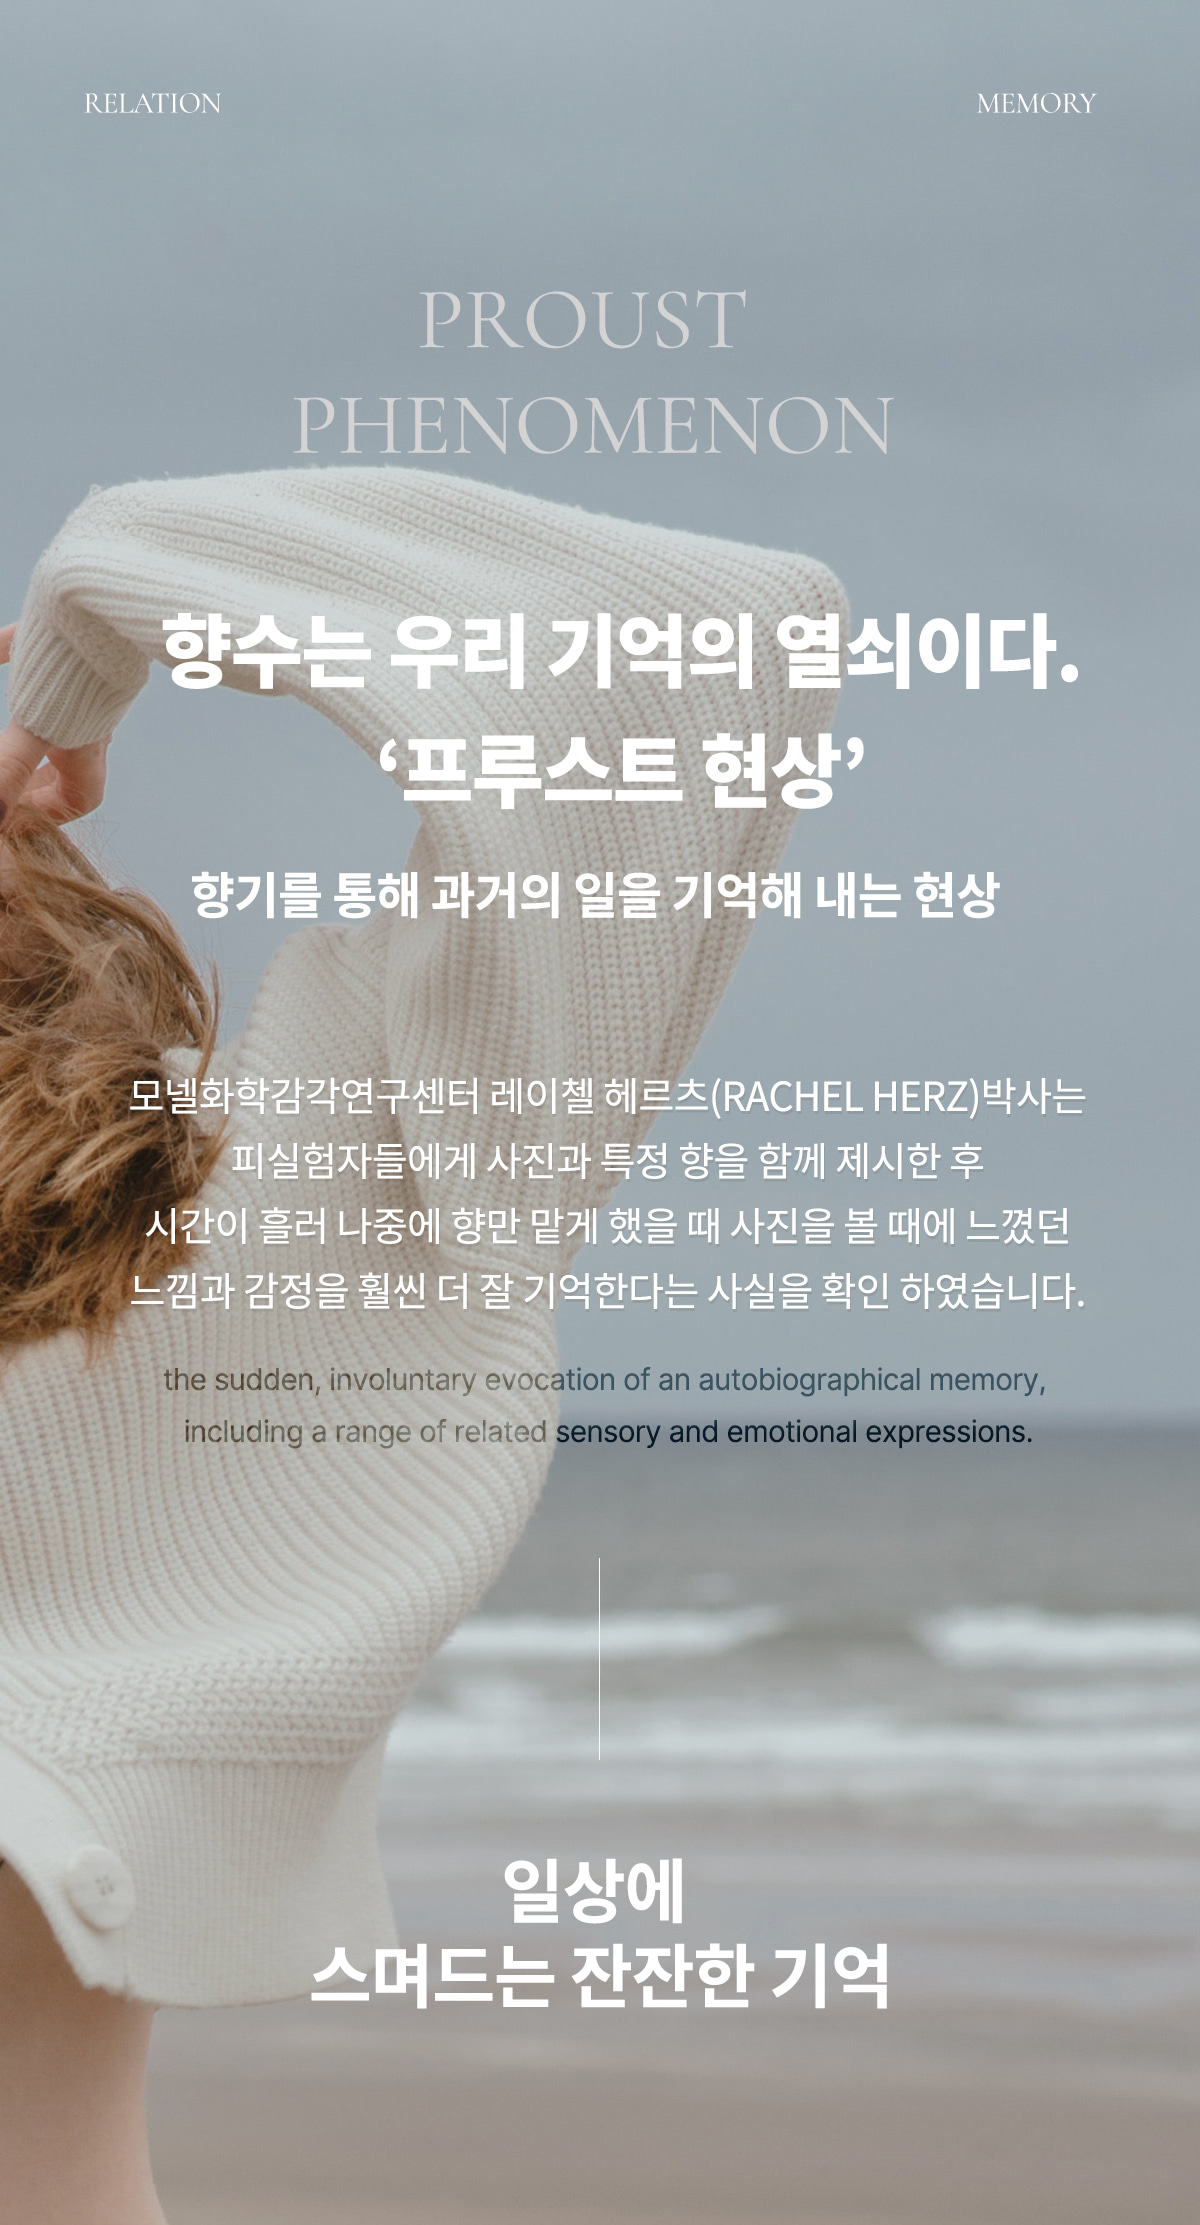 RELATION
MEMORY
PROUST
PHENOMENON
향수는 우리 기억의 열쇠이다.
‘프루스트 현상’
향기를 통해 과거의 일을 기억해 내는 현상
모넬화학감각연구센터 레이첼 헤르츠(RACHEL HERZ)박사는
피실험자들에게 사진과 특정 향을 함께 제시한 후
시간이 흘러 나중에 향만 맡게 했을 때 사진을 볼 때에 느꼈던
느낌과 감정을 훨씬 더 잘 기억한다는 사실을 확인 하였습니다.
the sudden, involuntary evocation of an autobiographical memory,
including a range of related sensory and emotional expressions.
일상에
스며드는 잔잔한 기억